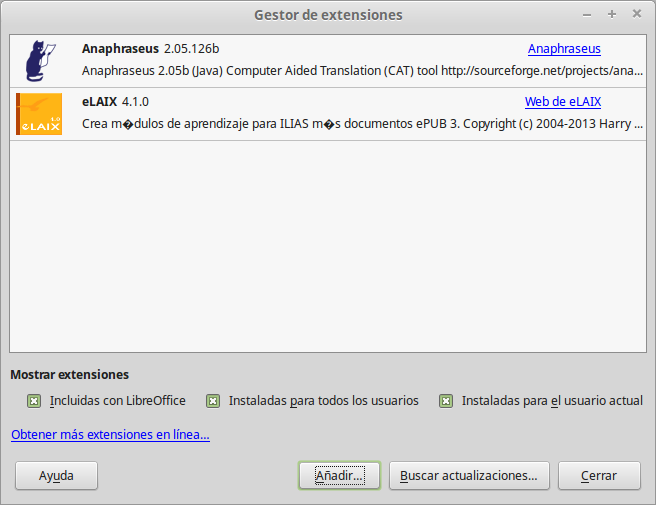 Gestor de extensiones
Anaphraseus 2.05.126b Anaphraseus
Anaphraseus 2.05b (Java) Computer Aided Translation (CAT) tool http://sourceforge.net/projects/ana...
eLAIX 4.1.0 Web de eLAIX
Crea m�dulos de aprendizaje para ILIAS m�s documentos ePUB 3. Copyright (c) 2004-2013 Harry ...
1.0
eLAIX
Mostrar extensiones
Incluidas con LibreOffice Instaladas para todos los usuarios Instaladas para el usuario actual
Obtener más extensiones en línea...
Ayuda Añadir... Buscar actualizaciones... Cerrar